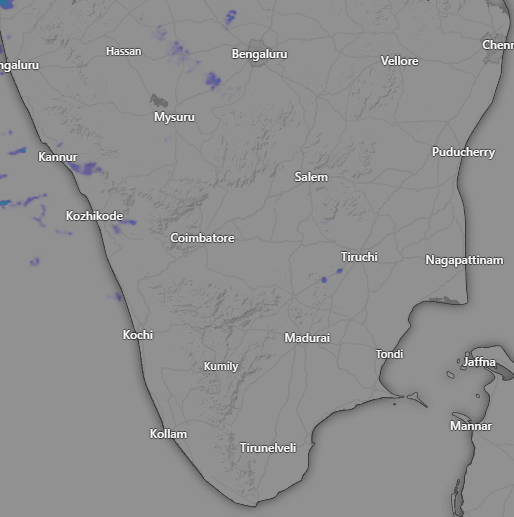 Hassan
Bengaluru
Chenn
Vellore
ngaluru
Mysuru
Kannur
Puducherry
Salem
Kozhikode
Coimbatore
Tiruchi
Nagapattinam
Kochi
Madurai
Tondi
Jaffna
Kumily
Mannar
Kollam
Tirunelveli